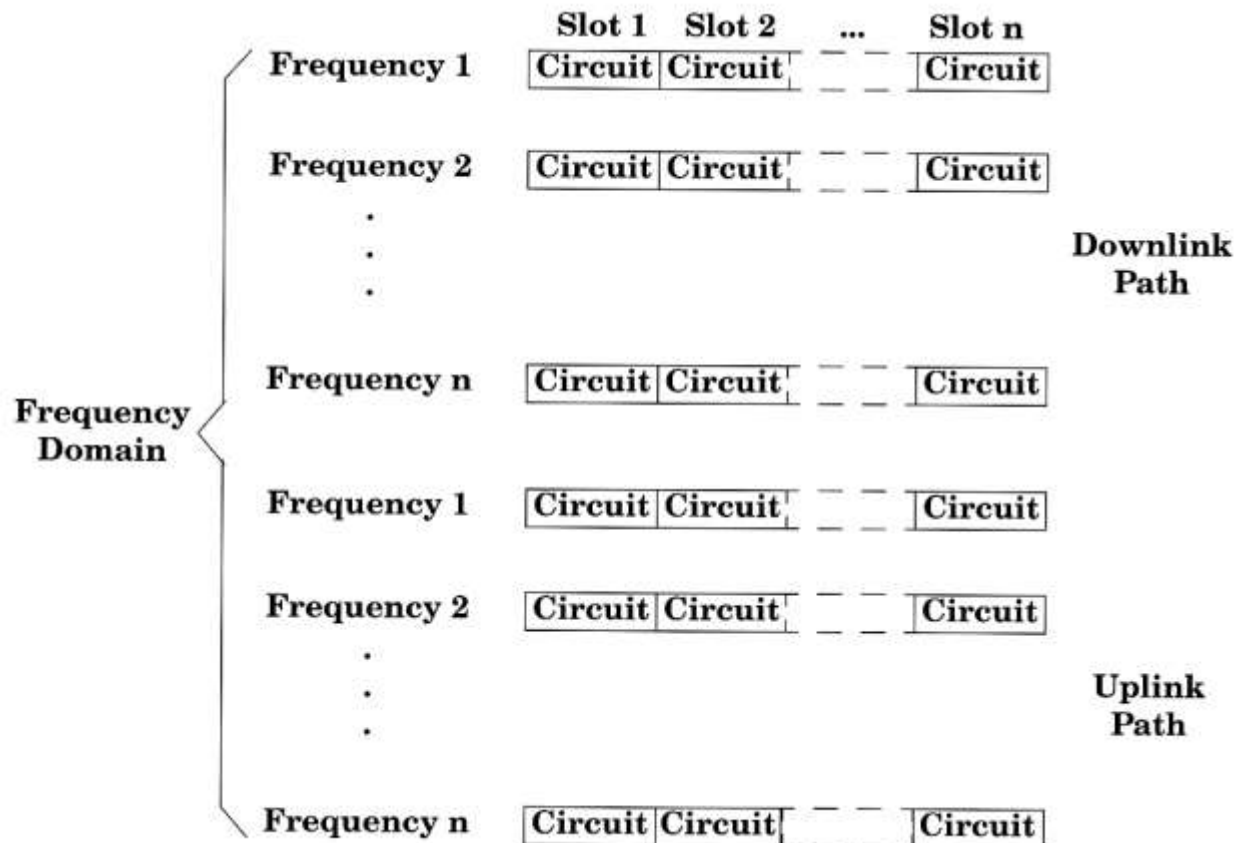 Slot 1 Slot 2 ... Slot n
Frequency 1 Circuit Circuit Circuit
Frequency 2 Circuit Circuit Circuit
Downlink
Path
Frequency n Circuit Circuit Circuit
Frequency
Domain
Frequency 1 Circuit Circuit Circuit
Frequency 2 Circuit Circuit Circuit
Uplink
Path
Frequency n Circuit Circuit Circuit